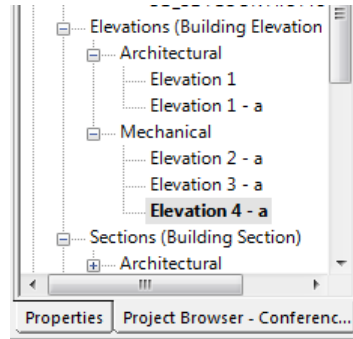 Elevations (Building Elevation
Architectural
Elevation 1
Elevation 1 - a
Mechanical
Elevation 2 - a
Elevation 3 - a
Elevation 4 - a
Sections (Building Section)
Architectural
Properties Project Browser - Conferenc...